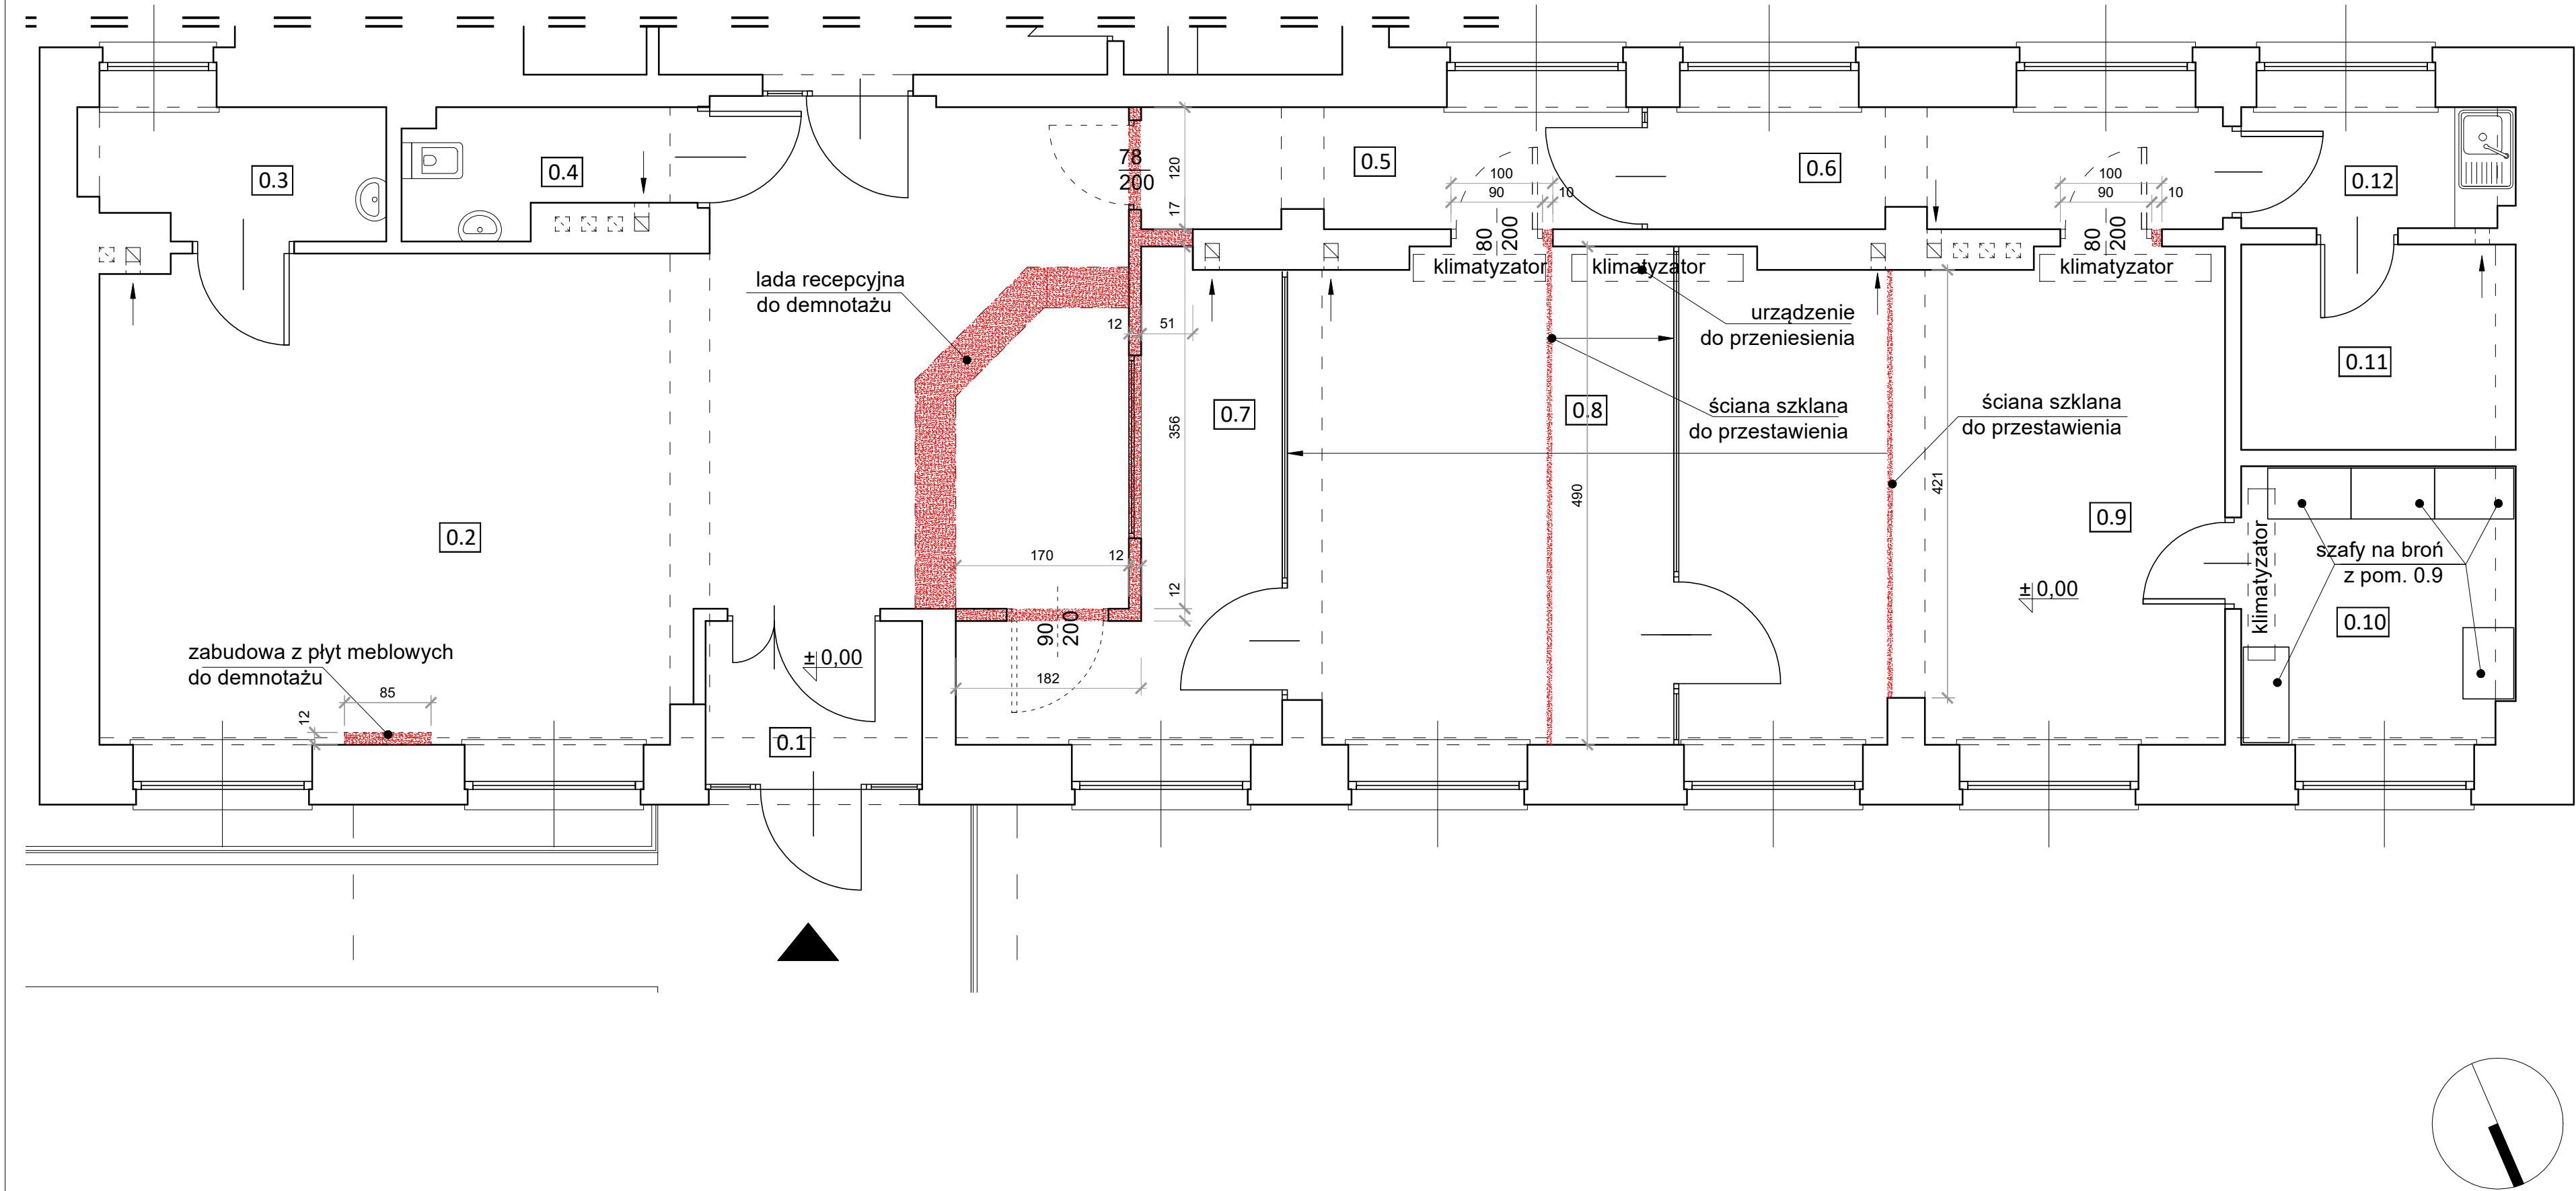 0.3
0.4
78
200
120
17
0.5
100
90
10
80
200
0.6
100
90
10
80
200
0.12
klimatyzator
klimatyzator
klimatyzator
lada recepcyjna
do demnotażu
12
51
urządzenie
do przeniesienia
0.11
0.7
356
0.8
ściana szklana
do przestawienia
ściana szklana
do przestawienia
490
421
0.2
0.9
170
12
12
klimatyzator
szafy na broń
z pom. 0.9
± 0,00
0.10
90
200
zabudowa z płyt meblowych
do demnotażu
± 0,00
182
85
12
0.1